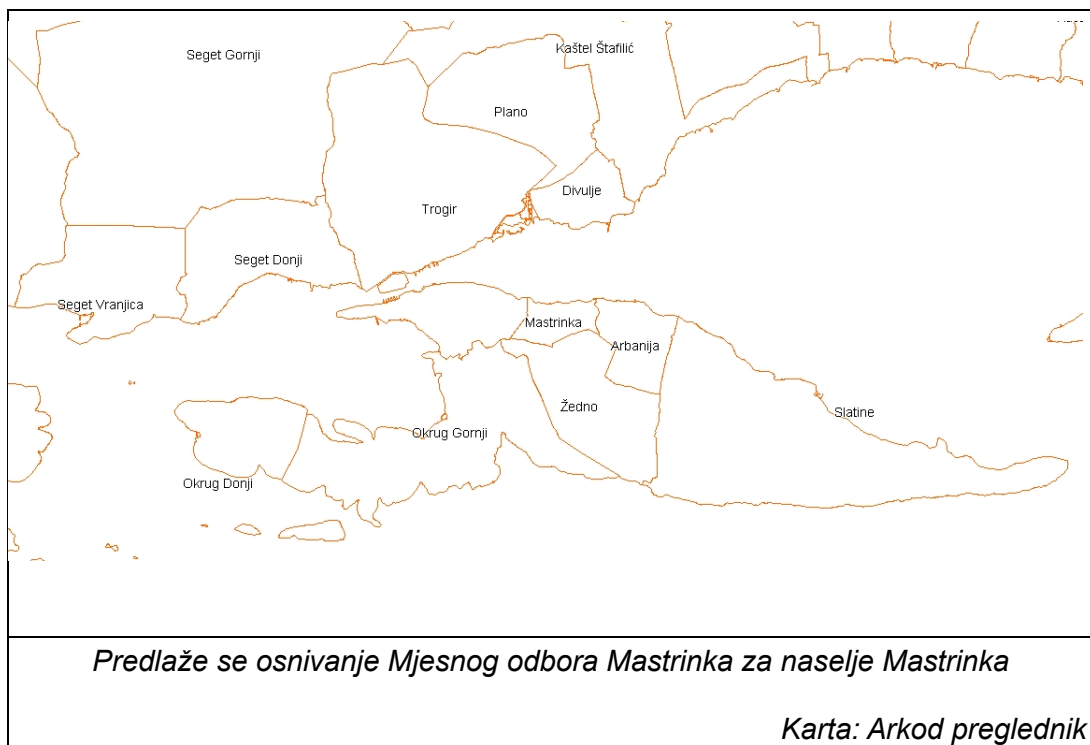 Seget Gornji
Kaštel Štafilić
Plano
Divulje
Trogir
Seget Donji
Seget Vranjica
Mastrinka
Arbanija
Žedno
Slatine
Okrug Gornji
Okrug Donji
Predlaže se osnivanje Mjesnog odbora Mastrinka za naselje Mastrinka
Karta: Arkod preglednik